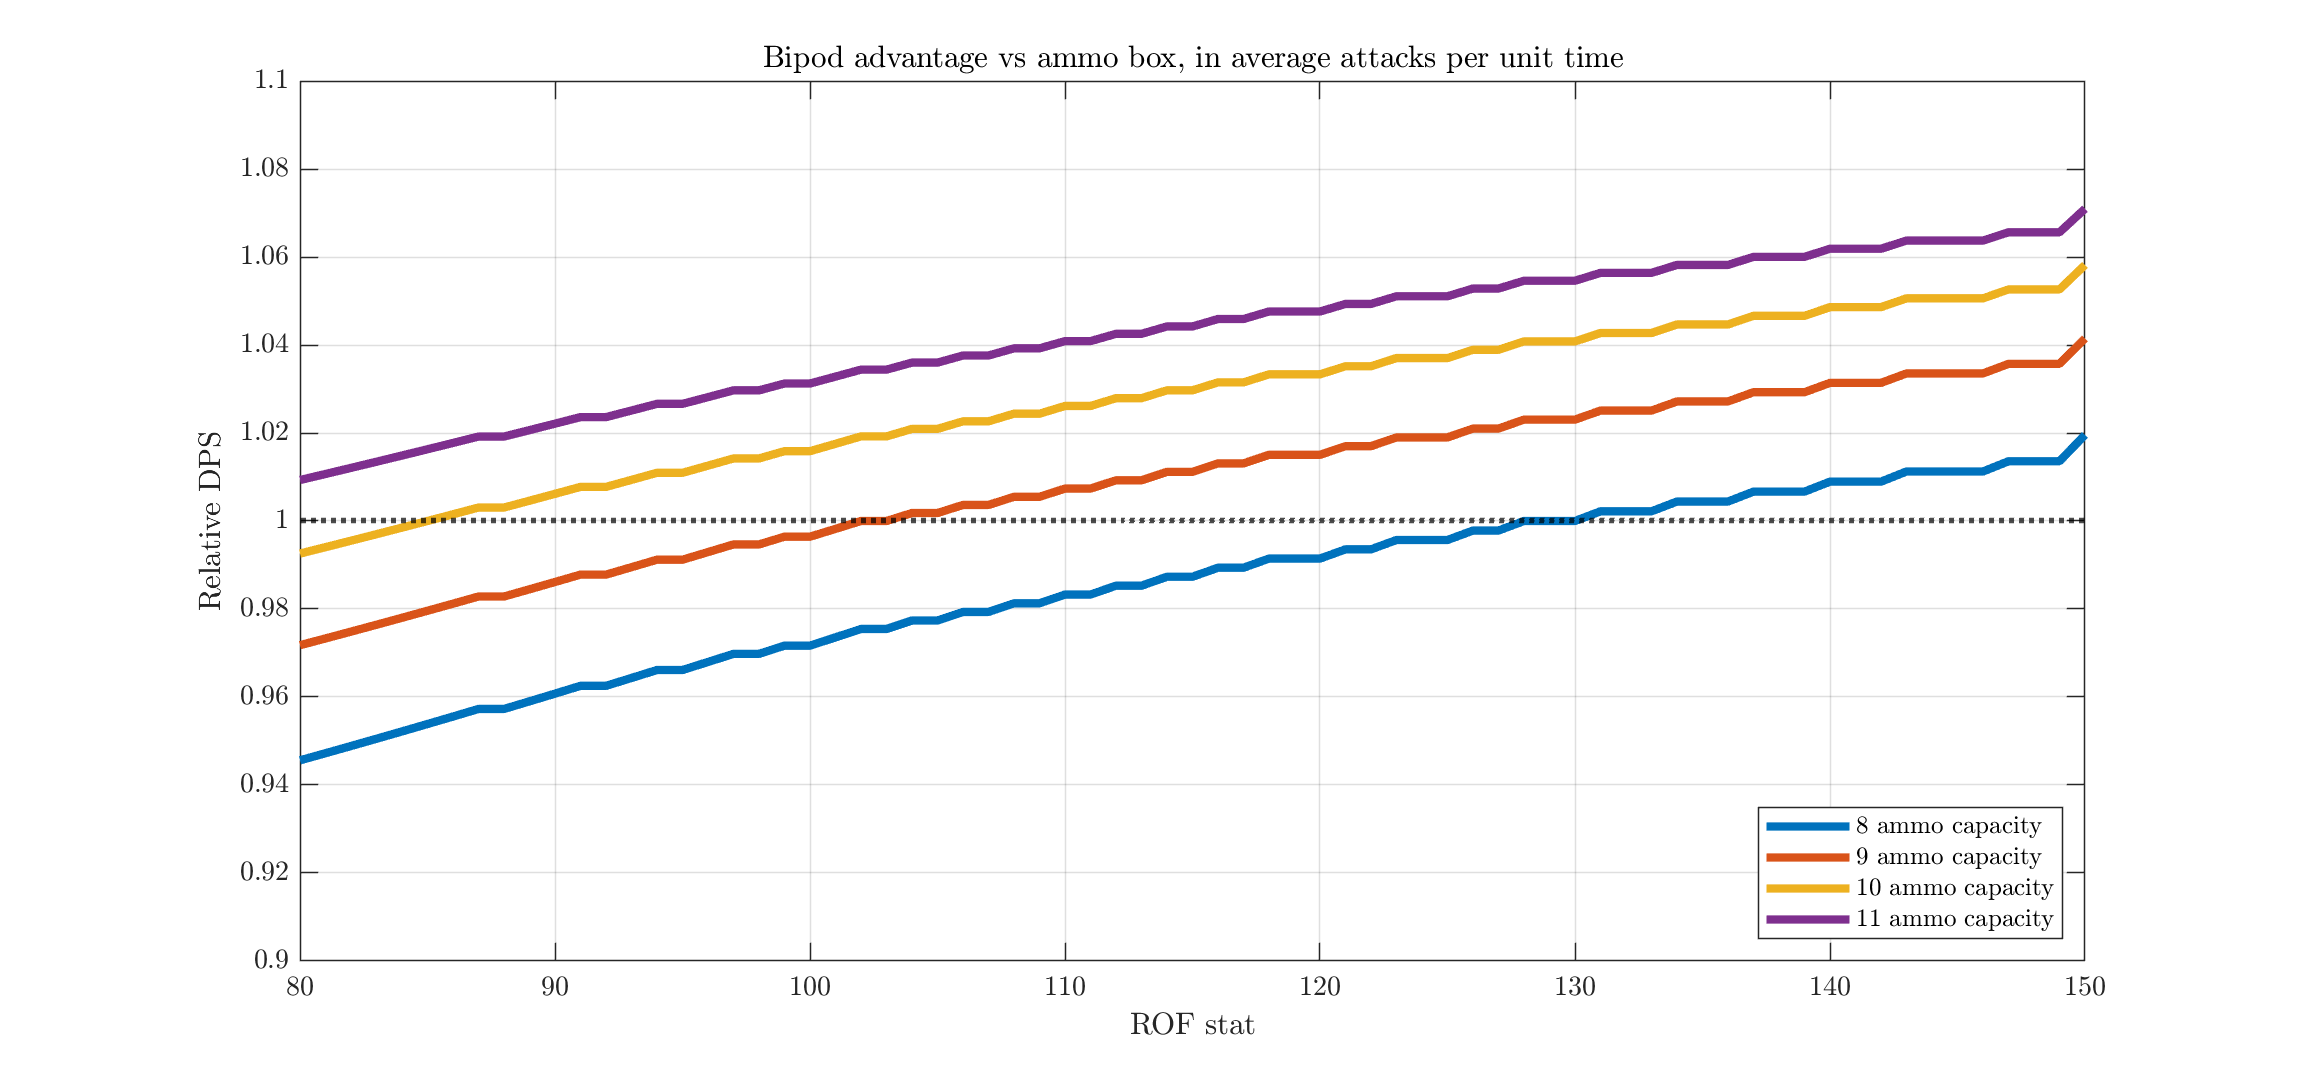 Bipod advantage vs ammo box, in average attacks per unit time
1.1
1.08
1.06
1.04
1.02
1
0.98
0.96
0.94
0.92
0.9
Relative DPS
8 ammo capacity
9 ammo capacity
10 ammo capacity
11 ammo capacity
80 90 100 110 120 130 140 150
ROF stat